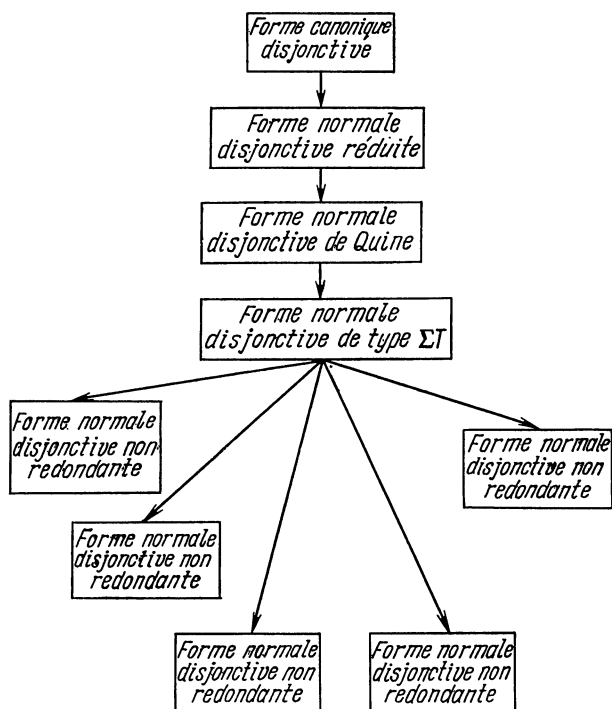 Forme canonique
disjonctive
Forme normale
disjonctive réduite
Forme normale
disjonctive de Quine
Forme normale
disjonctive de type ΣT
Forme normale
disjonctive non
redondante
Forme normale
disjonctive non
redondante
Forme normale
disjonctive non
redondante
Forme normale
disjonctive non
redondante
Forme normale
disjonctive non
redondante